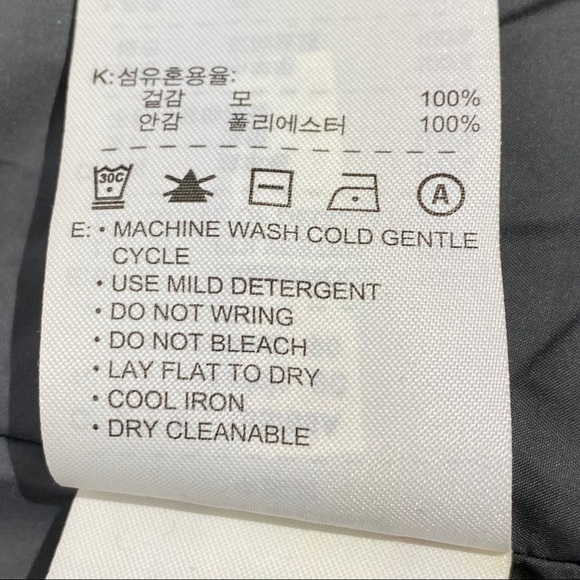 K:섬유혼용율:
겉감 모 100%
안감 폴리에스터 100%
30C A
E: • MACHINE WASH COLD GENTLE
CYCLE
• USE MILD DETERGENT
• DO NOT WRING
• DO NOT BLEACH
• LAY FLAT TO DRY
• COOL IRON
• DRY CLEANABLE